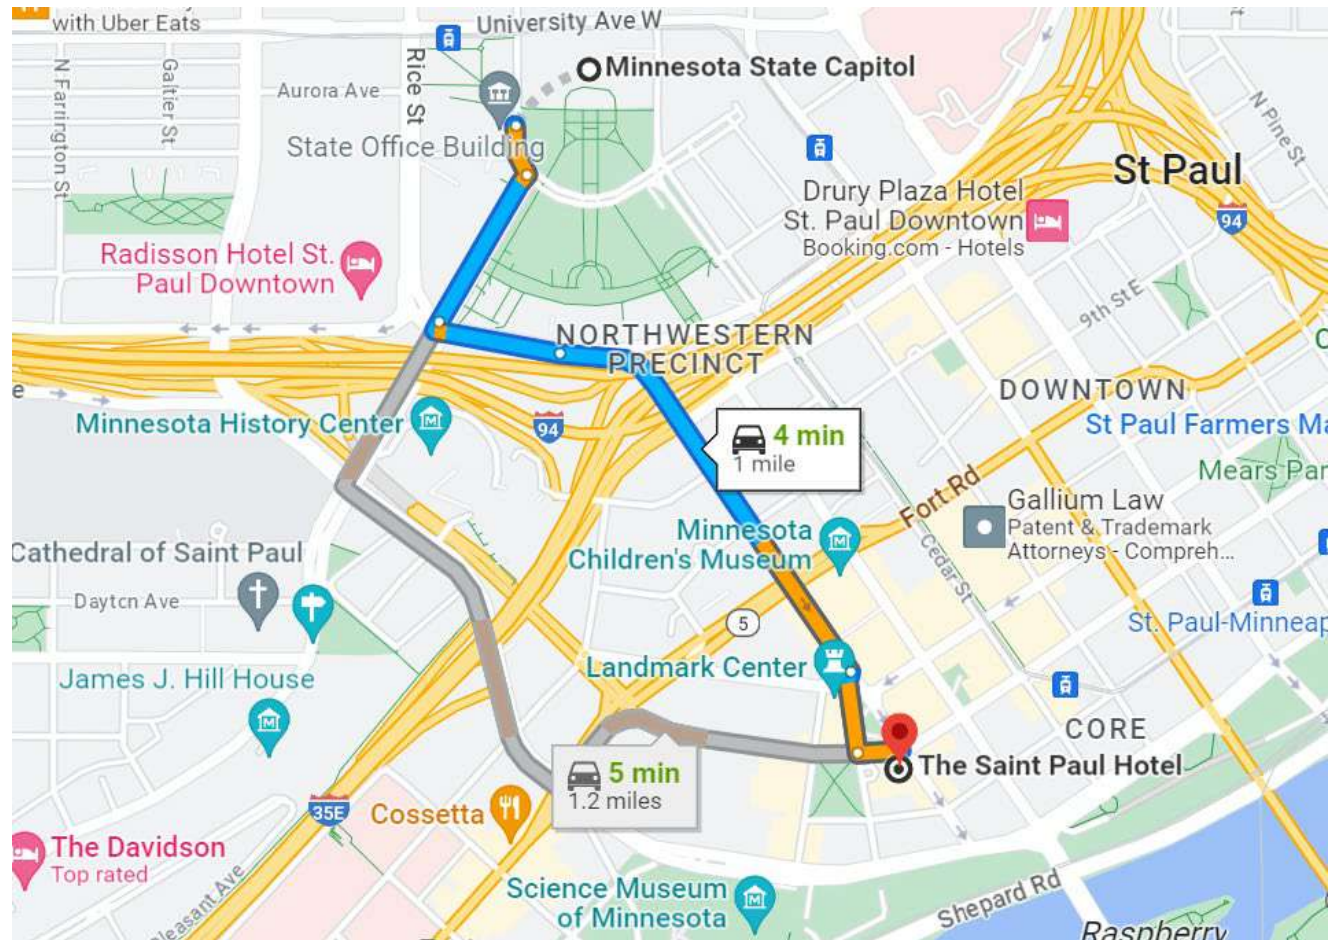 with Uber Eats
University Ave W
Minnesota State Capitol
N Farrington St
Galtier St
Aurora Ave
Rice St
State Office Building
N Pine St
St Paul
Drury Plaza Hotel
St. Paul Downtown
Booking.com - Hotels
94
Radisson Hotel St.
Paul Downtown
9th St E
NORTHWESTERN
PRECINCT
DOWNTOWN
Minnesota History Center
94
4 min
1 mile
St Paul Farmers Ma
Mears Par
Fort Rd
Gallium Law
Patent & Trademark
Attorneys - Compreh...
Minnesota
Children's Museum
Cedar St
Cathedral of Saint Paul
Daytcn Ave
5
St. Paul-Minneap
Landmark Center
James J. Hill House
CORE
The Saint Paul Hotel
5 min
1.2 miles
35E
Cossetta
The Davidson
Top rated
Pleasant Ave
Science Museum
of Minnesota
Shepard Rd
Raspberry